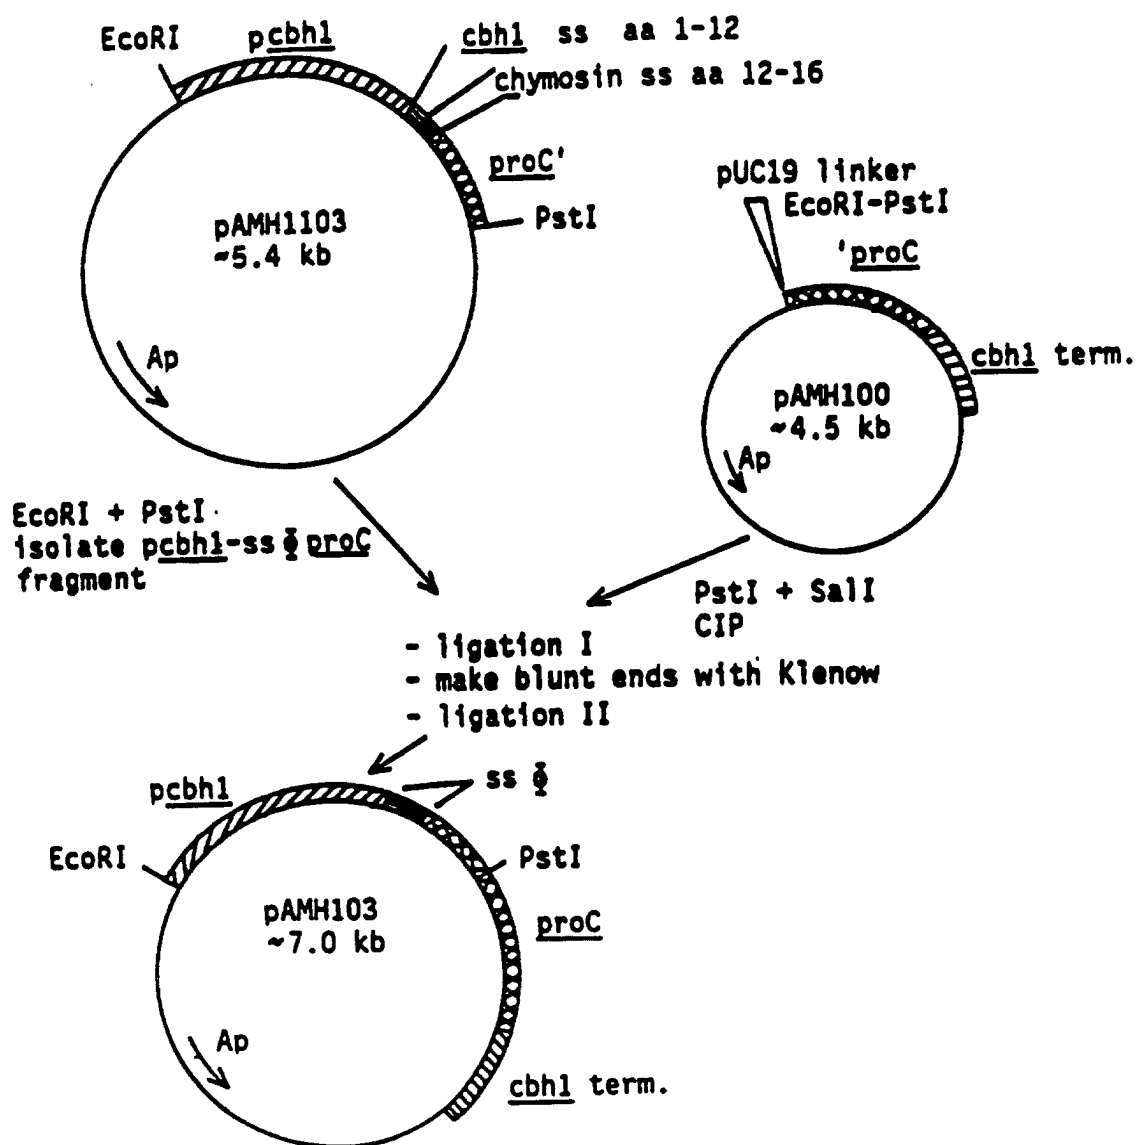 EcoRI
pcbh1
cbh1 ss aa 1-12
chymosin ss aa 12-16
proC'
PstI
pAMH1103
~5.4 kb
Ap
pUC19 linker
EcoRI-PstI
'proC
cbh1 term.
pAMH100
~4.5 kb
Ap
EcoRI + PstI
isolate pcbh1-ss Φ proC
fragment
PstI + SalI
CIP
- ligation I
- make blunt ends with Klenow
- ligation II
pcbh1
ss Φ
EcoRI
PstI
pAMH103
~7.0 kb
proC
Ap
cbh1 term.